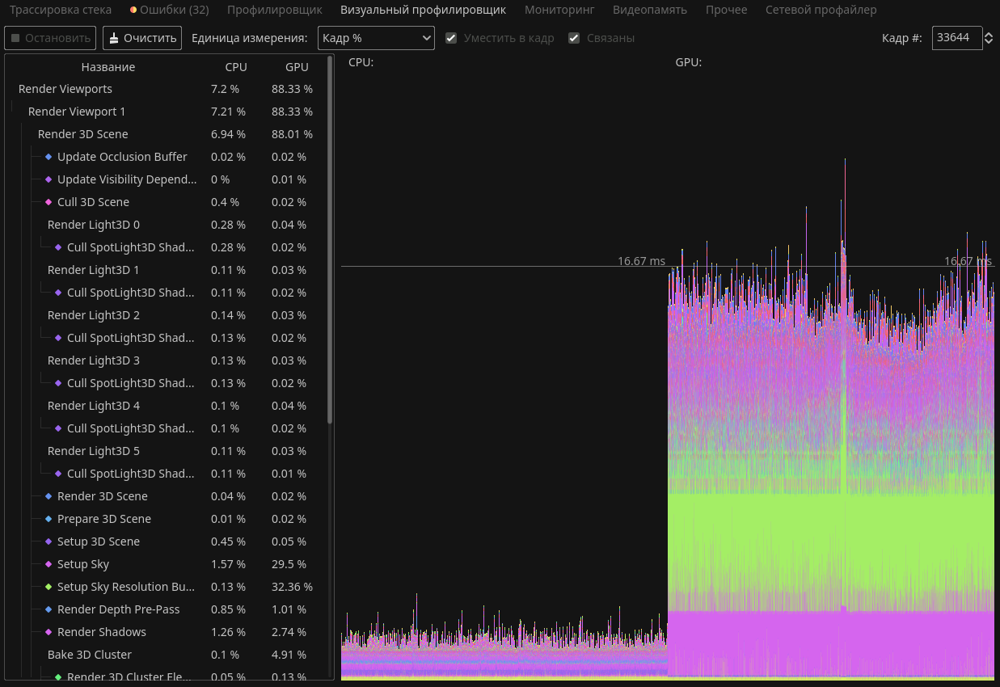 Трассировка стека Ошибки (32) Профилировщик Визуальный профилировщик Мониторинг Видеопамять Прочее Сетевой профайлер
Остановить Очистить Единица измерения: Кадр % Уместить в кадр Связаны Кадр #: 33644
Название CPU GPU
CPU: GPU:
Render Viewports 7.2 % 88.33 %
Render Viewport 1 7.21 % 88.33 %
Render 3D Scene 6.94 % 88.01 %
Update Occlusion Buffer 0.02 % 0.02 %
Update Visibility Depend... 0 % 0.01 %
Cull 3D Scene 0.4 % 0.02 %
Render Light3D 0 0.28 % 0.04 %
Cull SpotLight3D Shad... 0.28 % 0.02 %
16.67 ms 16.67 ms
Render Light3D 1 0.11 % 0.03 %
Cull SpotLight3D Shad... 0.11 % 0.02 %
Render Light3D 2 0.14 % 0.03 %
Cull SpotLight3D Shad... 0.13 % 0.02 %
Render Light3D 3 0.13 % 0.03 %
Cull SpotLight3D Shad... 0.13 % 0.02 %
Render Light3D 4 0.1 % 0.04 %
Cull SpotLight3D Shad... 0.1 % 0.02 %
Render Light3D 5 0.11 % 0.03 %
Cull SpotLight3D Shad... 0.11 % 0.01 %
Render 3D Scene 0.04 % 0.02 %
Prepare 3D Scene 0.01 % 0.02 %
Setup 3D Scene 0.45 % 0.05 %
Setup Sky 1.57 % 29.5 %
Setup Sky Resolution Bu... 0.13 % 32.36 %
Render Depth Pre-Pass 0.85 % 1.01 %
Render Shadows 1.26 % 2.74 %
Bake 3D Cluster 0.1 % 4.91 %
Render 3D Cluster Ele... 0.05 % 0.13 %